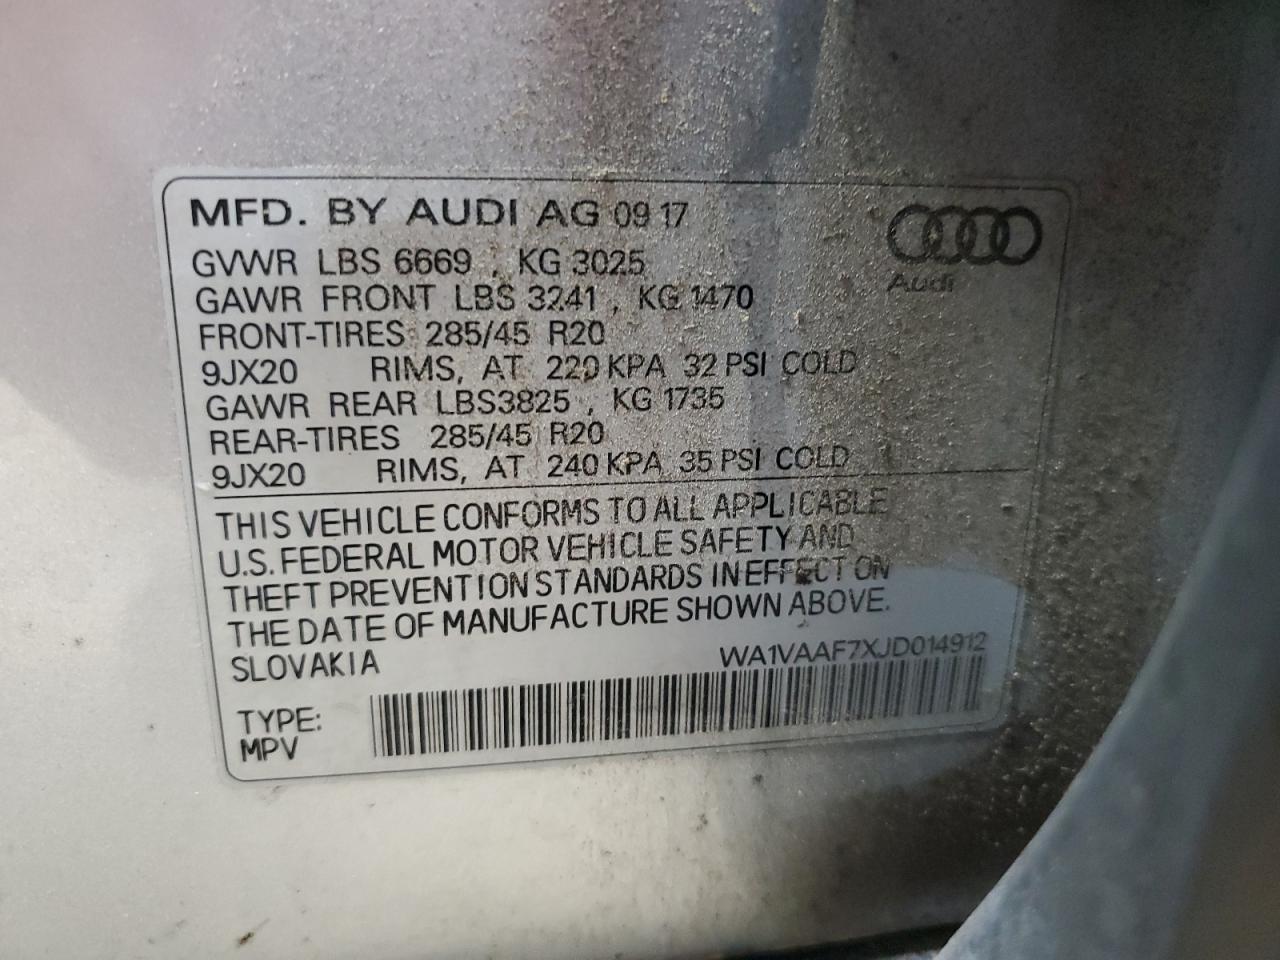 MFD. BY AUDI AG 09 17
GVWR LBS 6669 , KG 3025
GAWR FRONT LBS 3241 , KG 1470
FRONT-TIRES 285/45 R20
9JX20 RIMS, AT 220 KPA 32 PSI COLD
GAWR REAR LBS3825 , KG 1735
REAR-TIRES 285/45 R20
9JX20 RIMS, AT 240 KPA 35 PSI COLD
Audi
THIS VEHICLE CONFORMS TO ALL APPLICABLE
U.S. FEDERAL MOTOR VEHICLE SAFETY AND
THEFT PREVENTION STANDARDS IN EFFECT ON
THE DATE OF MANUFACTURE SHOWN ABOVE.
SLOVAKIA
WA1VAAF7XJD014912
TYPE:
MPV